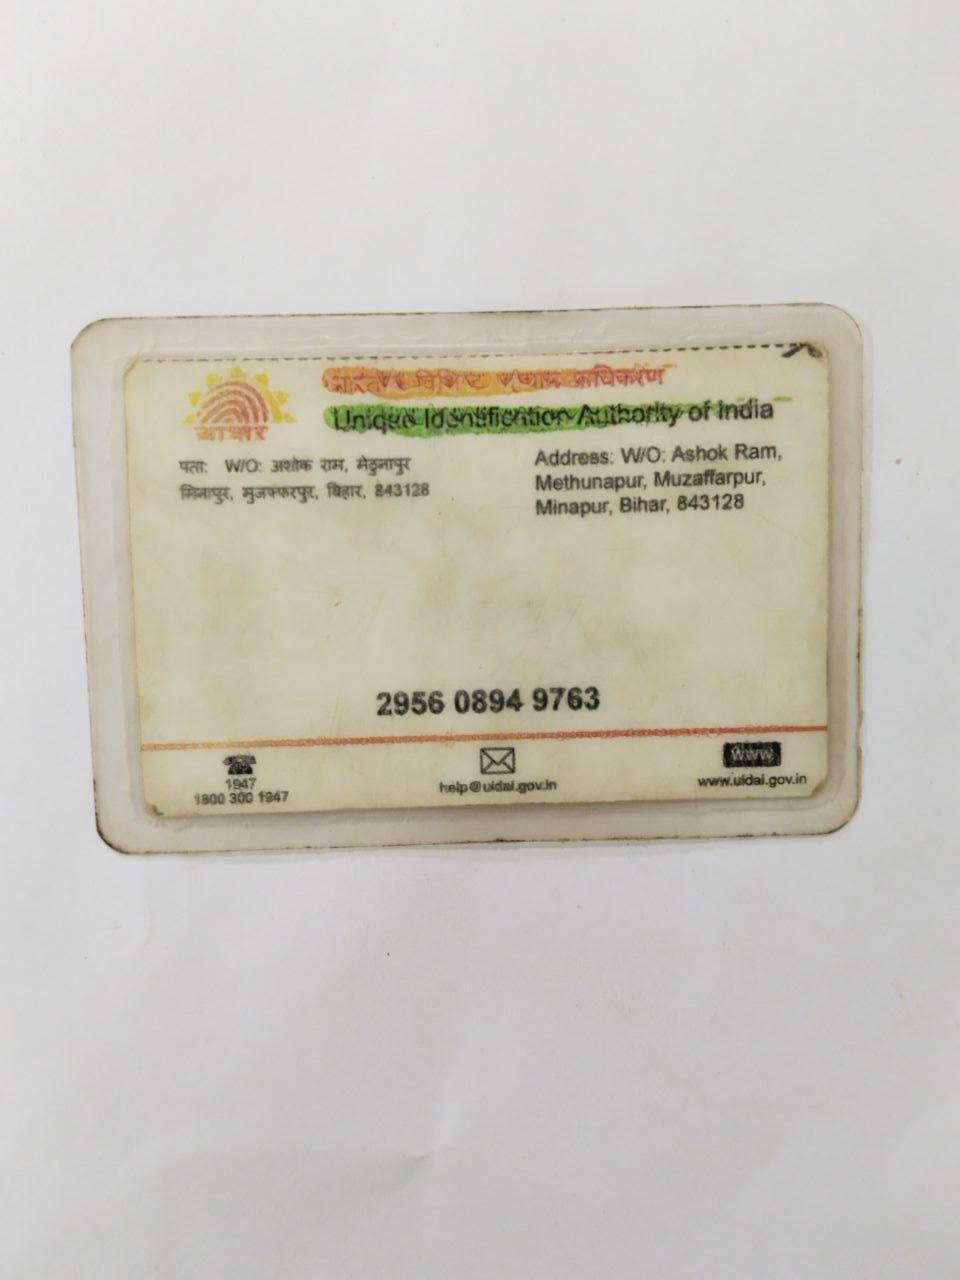 आधार
भारतीय विशिष्ट पहचान प्राधिकरण
Unique Identification Authority of India
पता: W/O: अशोक राम, मेठुनापुर
मिनापुर, मुजफ्फरपुर, बिहार, 843128
Address: W/O: Ashok Ram,
Methunapur, Muzaffarpur,
Minapur, Bihar, 843128
2956 0894 9763
1947
1800 300 1947
help@uidai.gov.in
www
www.uidai.gov.in